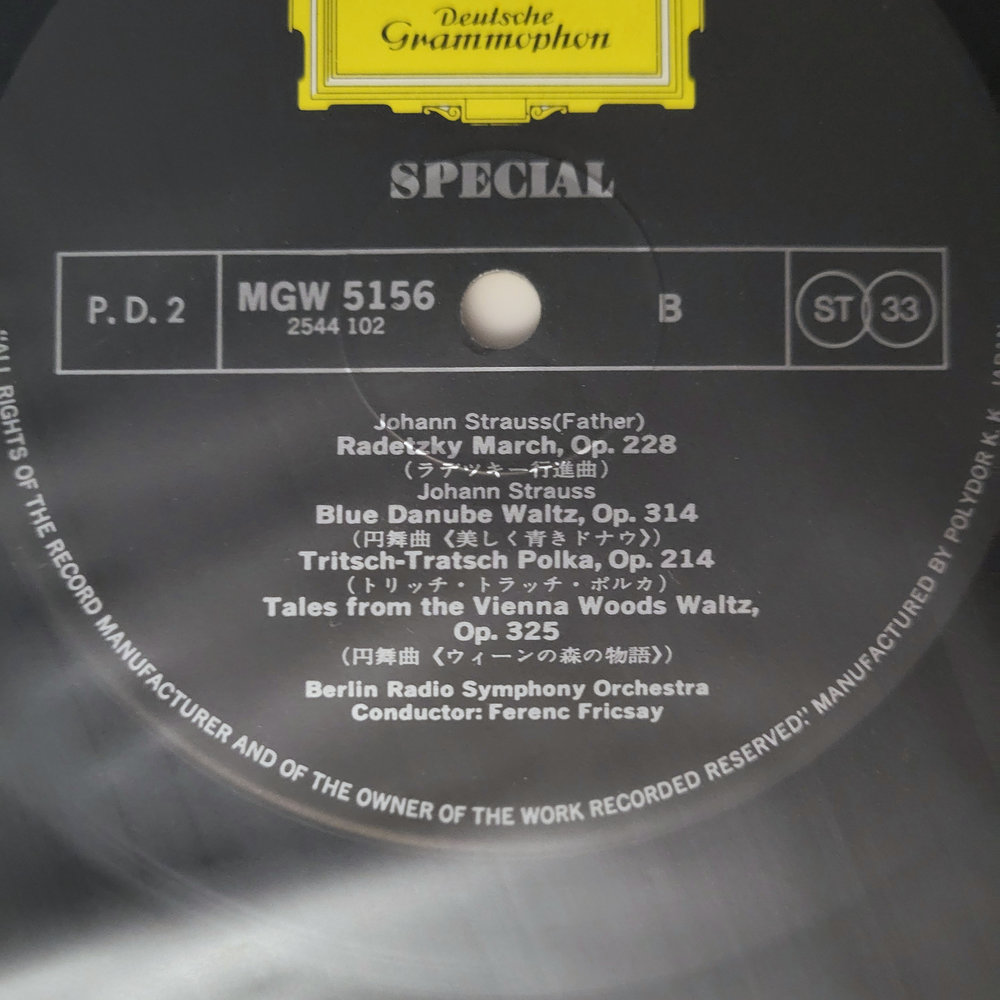 Deutsche
Grammophon
SPECIAL
P. D. 2
MGW 5156
2544 102
B
ST 33
Johann Strauss(Father)
Radetzky March, Op. 228
(ラデツキー行進曲)
Johann Strauss
Blue Danube Waltz, Op. 314
(円舞曲《美しく青きドナウ》)
Tritsch-Tratsch Polka, Op. 214
(トリッチ・トラッチ・ポルカ)
Tales from the Vienna Woods Waltz,
Op. 325
(円舞曲《ウィーンの森の物語》)
Berlin Radio Symphony Orchestra
Conductor: Ferenc Fricsay
"ALL RIGHTS OF THE RECORD MANUFACTURER AND OF THE OWNER OF THE WORK RECORDED RESERVED." MANUFACTURED BY POLYDOR K. K. JAPAN